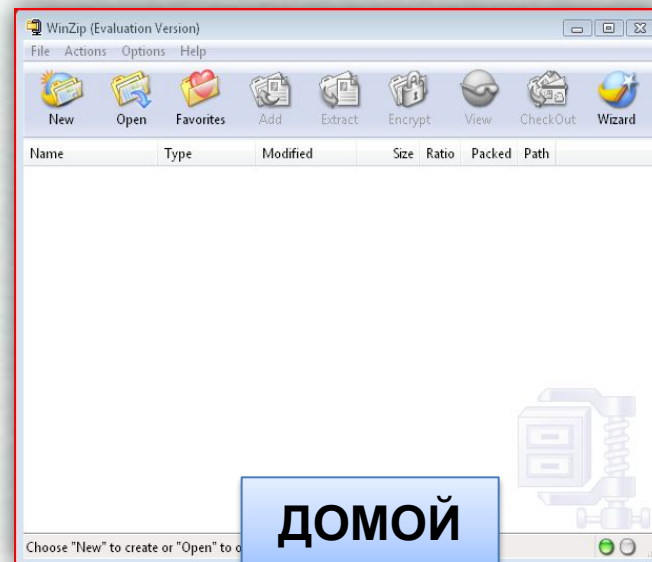 WinZip (Evaluation Version)
File Actions Options Help
New Open Favorites Add Extract Encrypt View CheckOut Wizard
Name Type Modified Size Ratio Packed Path
ДОМОЙ
Choose "New" to create or "Open" to o